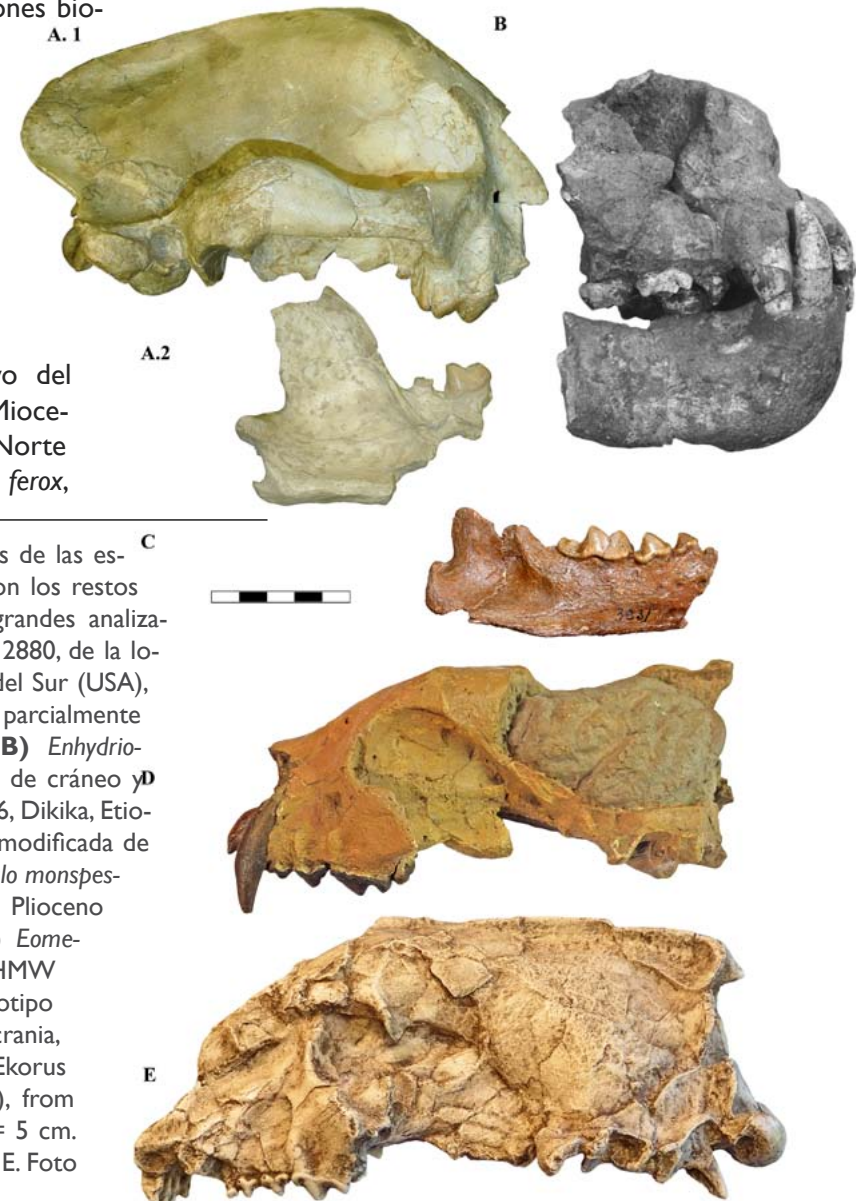 ones bio-
A. 1
B
A.2
vo del
Mioce-
Norte
ferox,
s de las es-
C
on los restos
grandes analiza-
2880, de la lo-
del Sur (USA),
parcialmente
B) Enhydrio-
de cráneo y
D
6, Dikika, Etio-
modificada de
lo monspes-
Plioceno
Eome-
HMW
otipo
crania,
Ekorus
), from
= 5 cm.
E
E. Foto